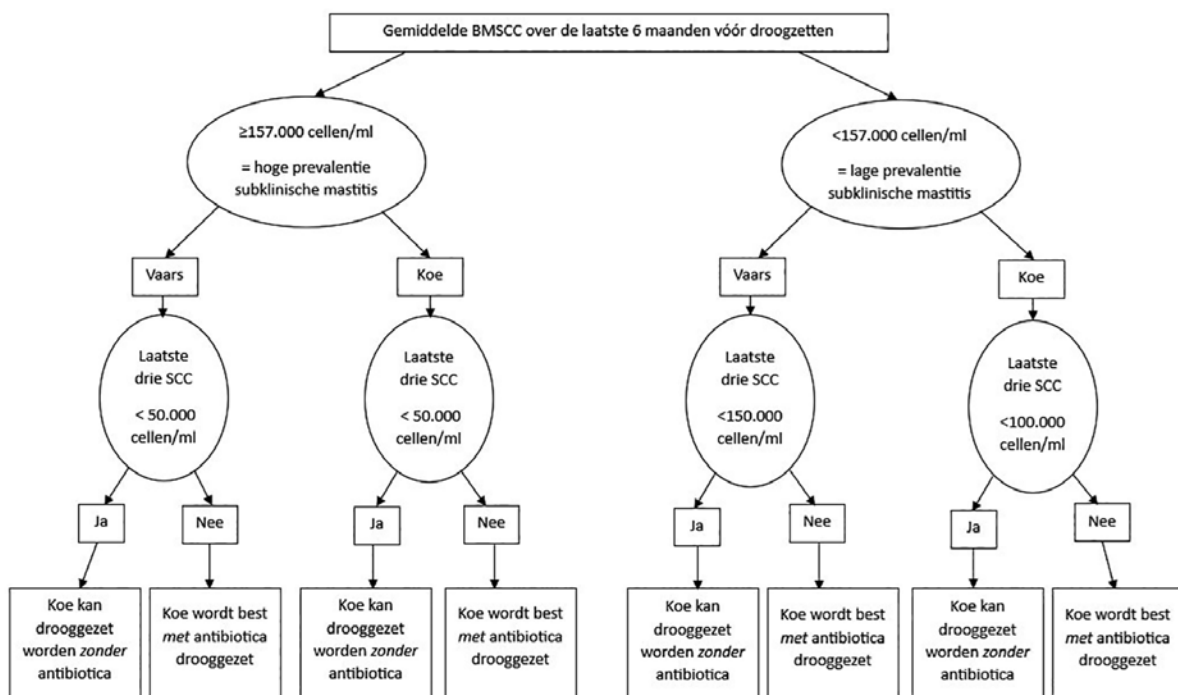 Gemiddelde BMSCC over de laatste 6 maanden vóór droogzetten
≥157.000 cellen/ml
= hoge prevalentie
subklinische mastitis
<157.000 cellen/ml
= lage prevalentie
subklinische mastitis
Vaars
Koe
Vaars
Koe
Laatste
drie SCC
< 50.000
cellen/ml
Laatste
drie SCC
< 50.000
cellen/ml
Laatste
drie SCC
<150.000
cellen/ml
Laatste
drie SCC
<100.000
cellen/ml
Ja
Nee
Ja
Nee
Ja
Nee
Ja
Nee
Koe kan
drooggezet
worden zonder
antibiotica
Koe wordt best
met antibiotica
drooggezet
Koe kan
drooggezet
worden zonder
antibiotica
Koe wordt best
met antibiotica
drooggezet
Koe kan
drooggezet
worden zonder
antibiotica
Koe wordt best
met antibiotica
drooggezet
Koe kan
drooggezet
worden zonder
antibiotica
Koe wordt best
met antibiotica
drooggezet